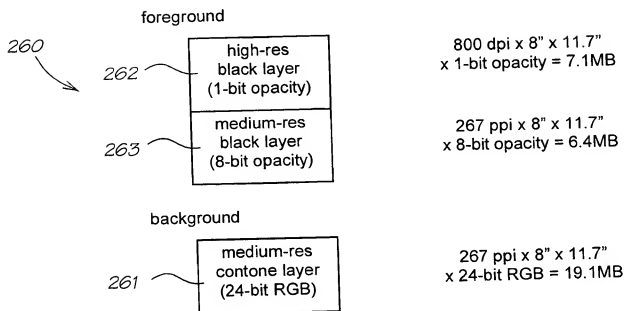 foreground
260
262
high-res
black layer
(1-bit opacity)
800 dpi x 8" x 11.7"
x 1-bit opacity = 7.1MB
263
medium-res
black layer
(8-bit opacity)
267 ppi x 8" x 11.7"
x 8-bit opacity = 6.4MB
background
261
medium-res
contone layer
(24-bit RGB)
267 ppi x 8" x 11.7"
x 24-bit RGB = 19.1MB